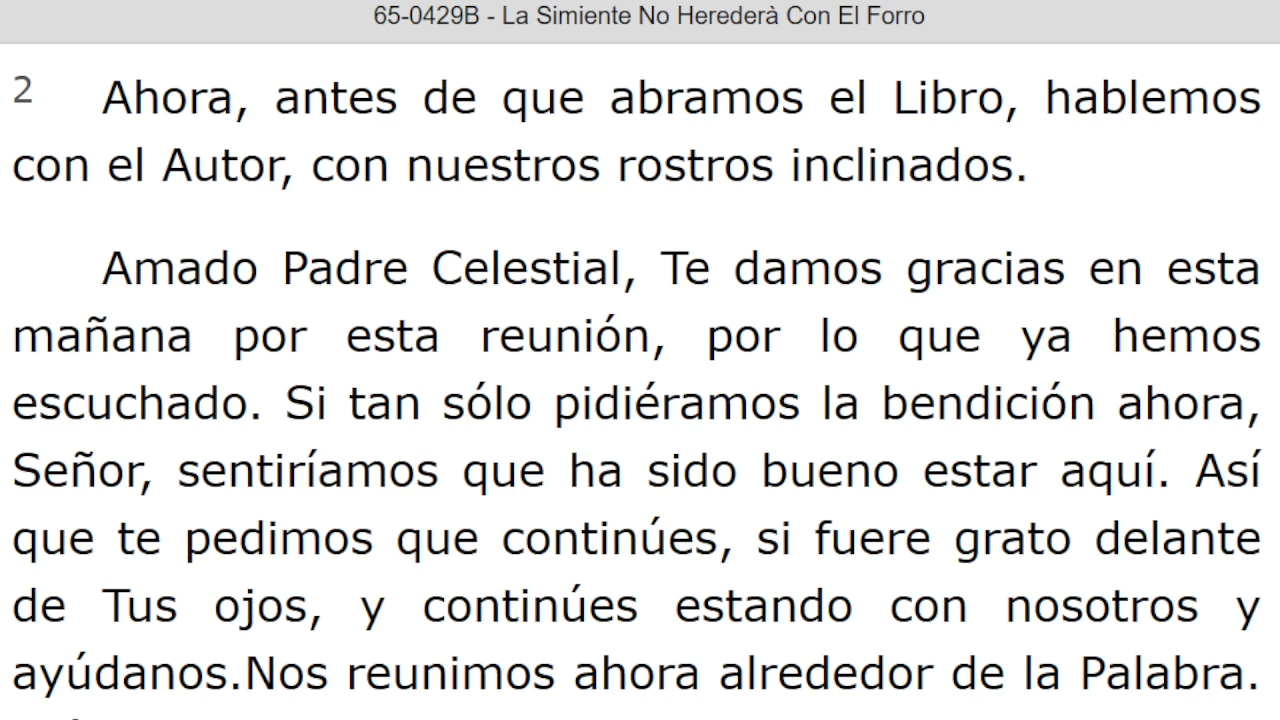 65-0429B - La Simiente No Herederà Con El Forro
2 Ahora, antes de que abramos el Libro, hablemos
con el Autor, con nuestros rostros inclinados.
Amado Padre Celestial, Te damos gracias en esta
mañana por esta reunión, por lo que ya hemos
escuchado. Si tan sólo pidiéramos la bendición ahora,
Señor, sentiríamos que ha sido bueno estar aquí. Así
que te pedimos que continúes, si fuere grato delante
de Tus ojos, y continúes estando con nosotros y
ayúdanos.Nos reunimos ahora alrededor de la Palabra.